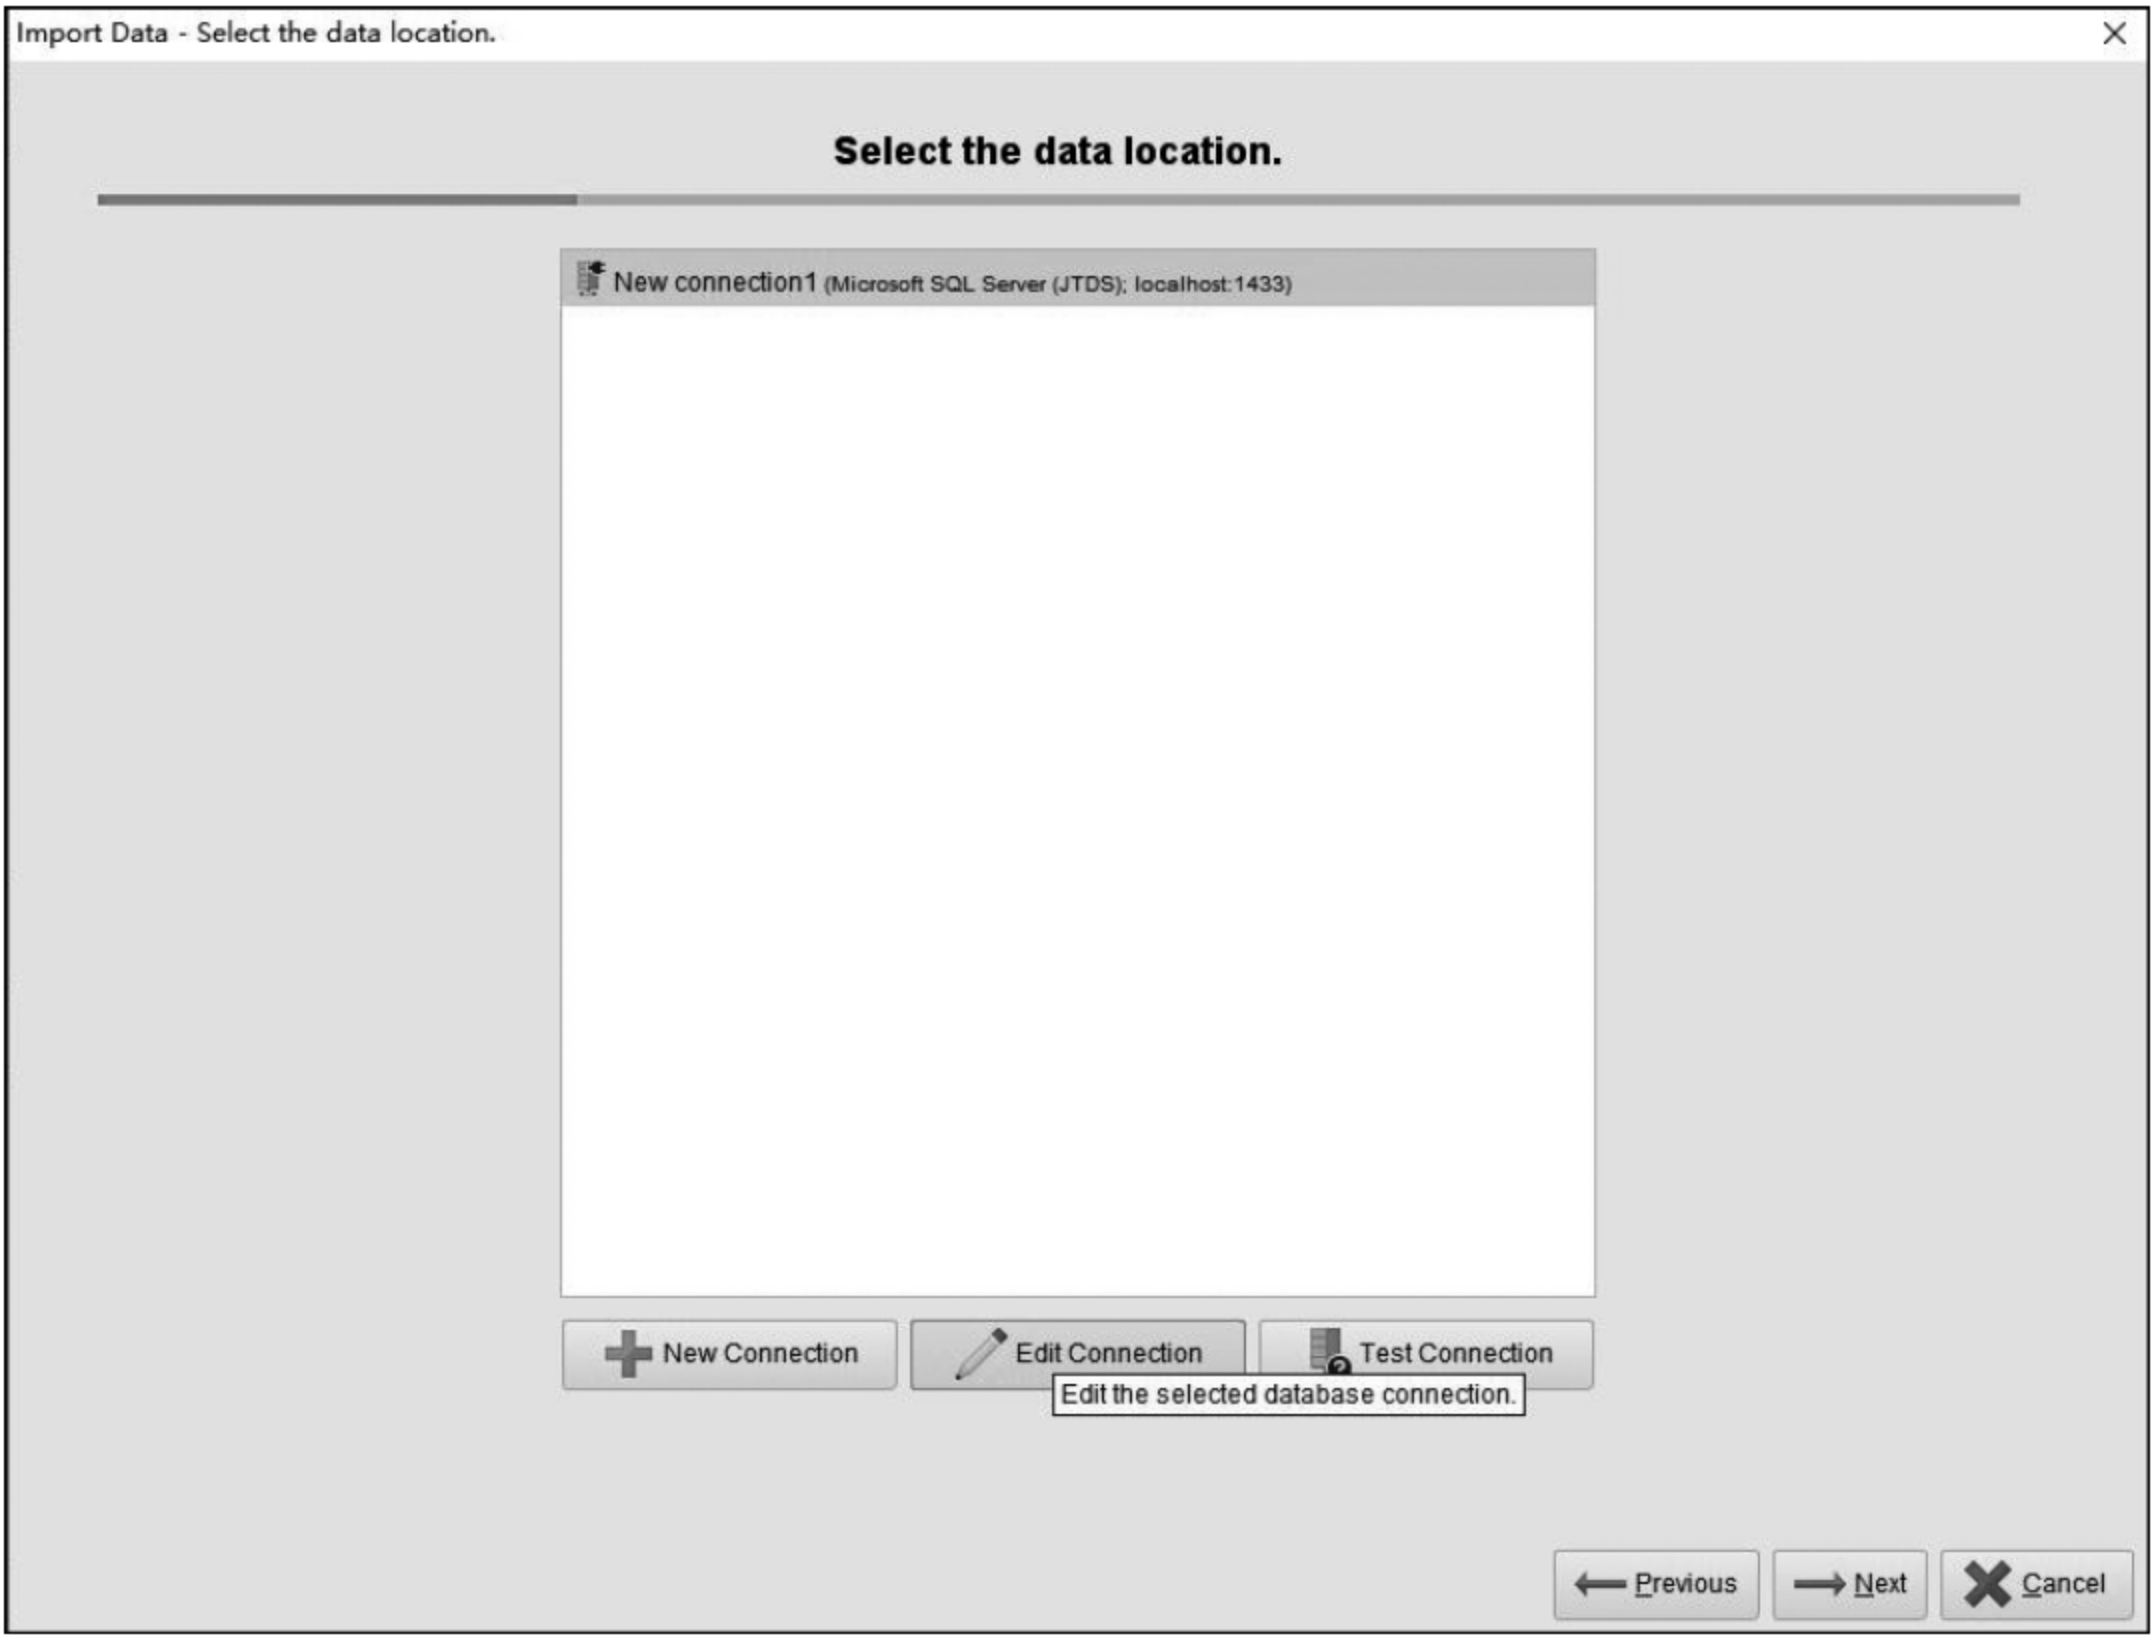 Import Data - Select the data location.
Select the data location.
New connection1 (Microsoft SQL Server (JTDS); localhost:1433)
New Connection
Edit Connection
Test Connection
Edit the selected database connection.
Previous
Next
Cancel